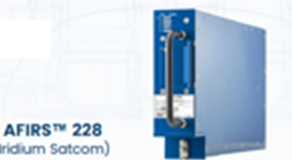 AFIRS™ 228
Iridium Satcom)